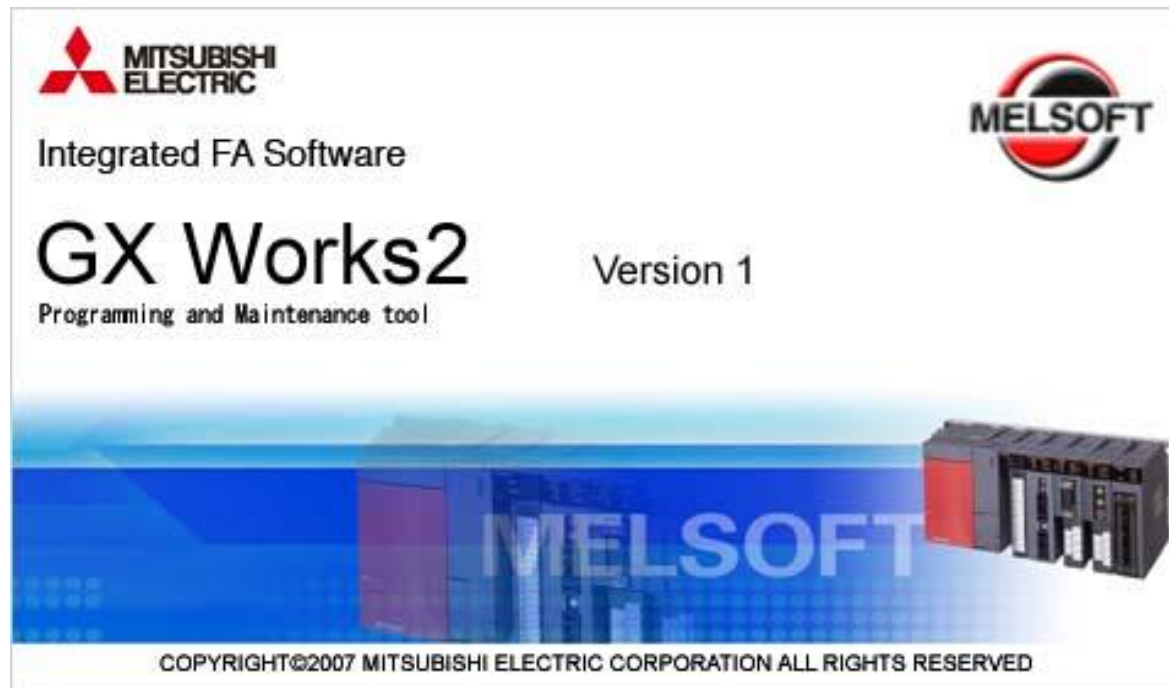 MITSUBISHI
ELECTRIC
MELSOFT
Integrated FA Software
GX Works2
Version 1
Programming and Maintenance tool
MELSOFT
COPYRIGHT©2007 MITSUBISHI ELECTRIC CORPORATION ALL RIGHTS RESERVED